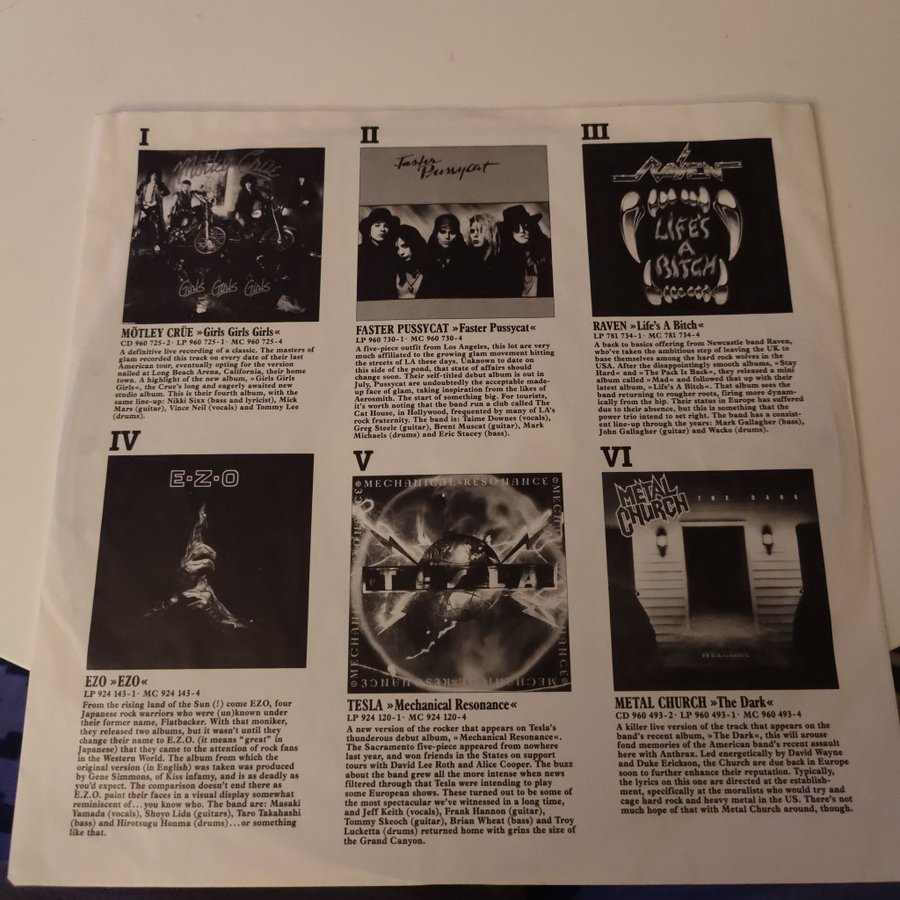 I
Mötley Crüe
Girls Girls Girls
MÖTLEY CRÜE »Girls Girls Girls«
CD 960 725-2 · LP 960 725-1 · MC 960 725-4
A definitive live recording of a classic. The masters of
glam recorded this track on every date of their last
American tour, eventually opting for the version
nailed at Long Beach Arena, California, their home
town. A highlight of the new album, »Girls Girls
Girls«, the Crue's long and eagerly awaited new
studio album. This is their fourth album, with the
same line-up: Nikki Sixx (bass and lyricist), Mick
Mars (guitar), Vince Neil (vocals) and Tommy Lee
(drums).
II
Faster
Pussycat
FASTER PUSSYCAT »Faster Pussycat«
LP 960 730-1 · MC 960 730-4
A five-piece outfit from Los Angeles, this lot are very
much affiliated to the growing glam movement hitting
the streets of LA these days. Unknown to date on
this side of the pond, that state of affairs should
change soon. Their self-titled debut album is out in
July, Pussycat are undoubtedly the acceptable made-
up face of glam, taking inspiration from the likes of
Aerosmith. The start of something big. For tourists,
it's worth noting that the band run a club called The
Cat House, in Hollywood, frequented by many of LA's
rock fraternity. The band is: Taime Downes (vocals),
Greg Steele (guitar), Brent Muscat (guitar), Mark
Michaels (drums) and Eric Stacey (bass).
III
RAVEN
LIFE'S
A
BITCH
RAVEN »Life's A Bitch«
LP 781 734-1 · MC 781 734-4
A back to basics offering from Newcastle band Raven,
who've taken the ambitious step of leaving the UK to
base themselves among the hard rock wolves in the
USA. After the disappointingly smooth albums, »Stay
Hard« and »The Pack Is Back«, they released a mini
album called »Mad« and followed that up with their
latest album, »Life's A Bitch«. That album sees the
band returning to rougher roots, firing more dynam-
ically from the hip. Their status in Europe has suffered
due to their absence, but this is something that the
power trio intend to set right. The band has a consist-
ent line-up through the years: Mark Gallagher (bass),
John Gallagher (guitar) and Wacko (drums).
IV
E·Z·O
EZO »EZO«
LP 924 143-1 · MC 924 143-4
From the rising land of the Sun (!) come EZO, four
Japanese rock warriors who were (un)known under
their former name, Flatbacker. With that moniker,
they released two albums, but it wasn't until they
change their name to E.Z.O. (it means "great" in
Japanese) that they came to the attention of rock fans
in the Western World. The album from which the
original version (in English) was taken was produced
by Gene Simmons, of Kiss infamy, and is as deadly as
you'd expect. The comparison doesn't end there as
E.Z.O. paint their faces in a visual display somewhat
reminiscent of...you know who. The band are: Masaki
Yamada (vocals), Shoyo Lida (guitars), Taro Takahashi
(bass) and Hirotsugu Honma (drums)...or something
like that.
V
MECHANICAL RESONANCE
TESLA
TESLA »Mechanical Resonance«
LP 924 120-1 · MC 924 120-4
A new version of the rocker that appears on Tesla's
thunderous debut album, »Mechanical Resonance«.
The Sacramento five-piece appeared from nowhere
last year, and won friends in the States on support
tours with David Lee Roth and Alice Cooper. The buzz
about the band grew all the more intense when news
filtered through that Tesla were intending to play
some European shows. These turned out to be some of
the most spectacular we've witnessed in a long time,
and Jeff Keith (vocals), Frank Hannon (guitar),
Tommy Skeoch (guitar), Brian Wheat (bass) and Troy
Lucketta (drums) returned home with grins the size of
the Grand Canyon.
VI
METAL
CHURCH
THE DARK
WELCOME
METAL CHURCH »The Dark«
CD 960 493-2 · LP 960 493-1 · MC 960 493-4
A killer live version of the track that appears on the
band's recent album, »The Dark«, this will arouse
fond memories of the American band's recent assault
here with Anthrax. Led energetically by David Wayne
and Duke Erickson, the Church are due back in Europe
soon to further enhance their reputation. Typically,
the lyrics on this one are directed at the establish-
ment, specifically at the moralists who would try and
cage hard rock and heavy metal in the US. There's not
much hope of that with Metal Church around, though.